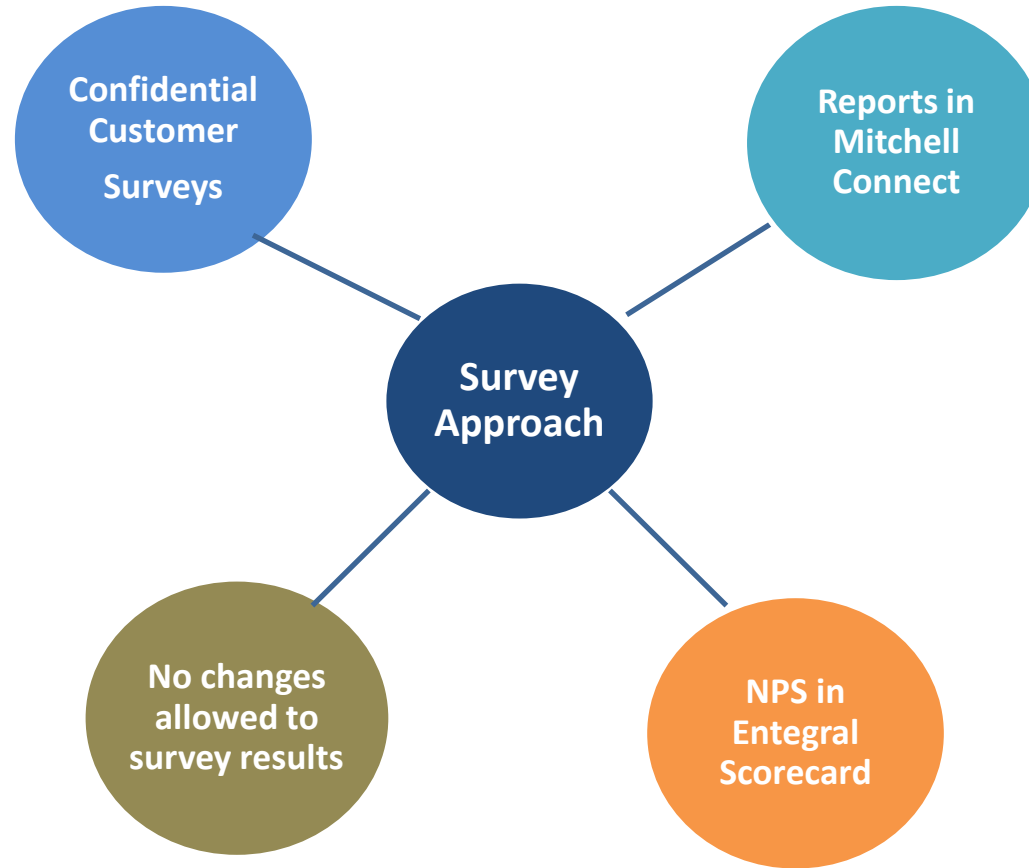 Confidential
Customer
Surveys
Reports in
Mitchell
Connect
Survey
Approach
No changes
allowed to
survey results
NPS in
Entegral
Scorecard